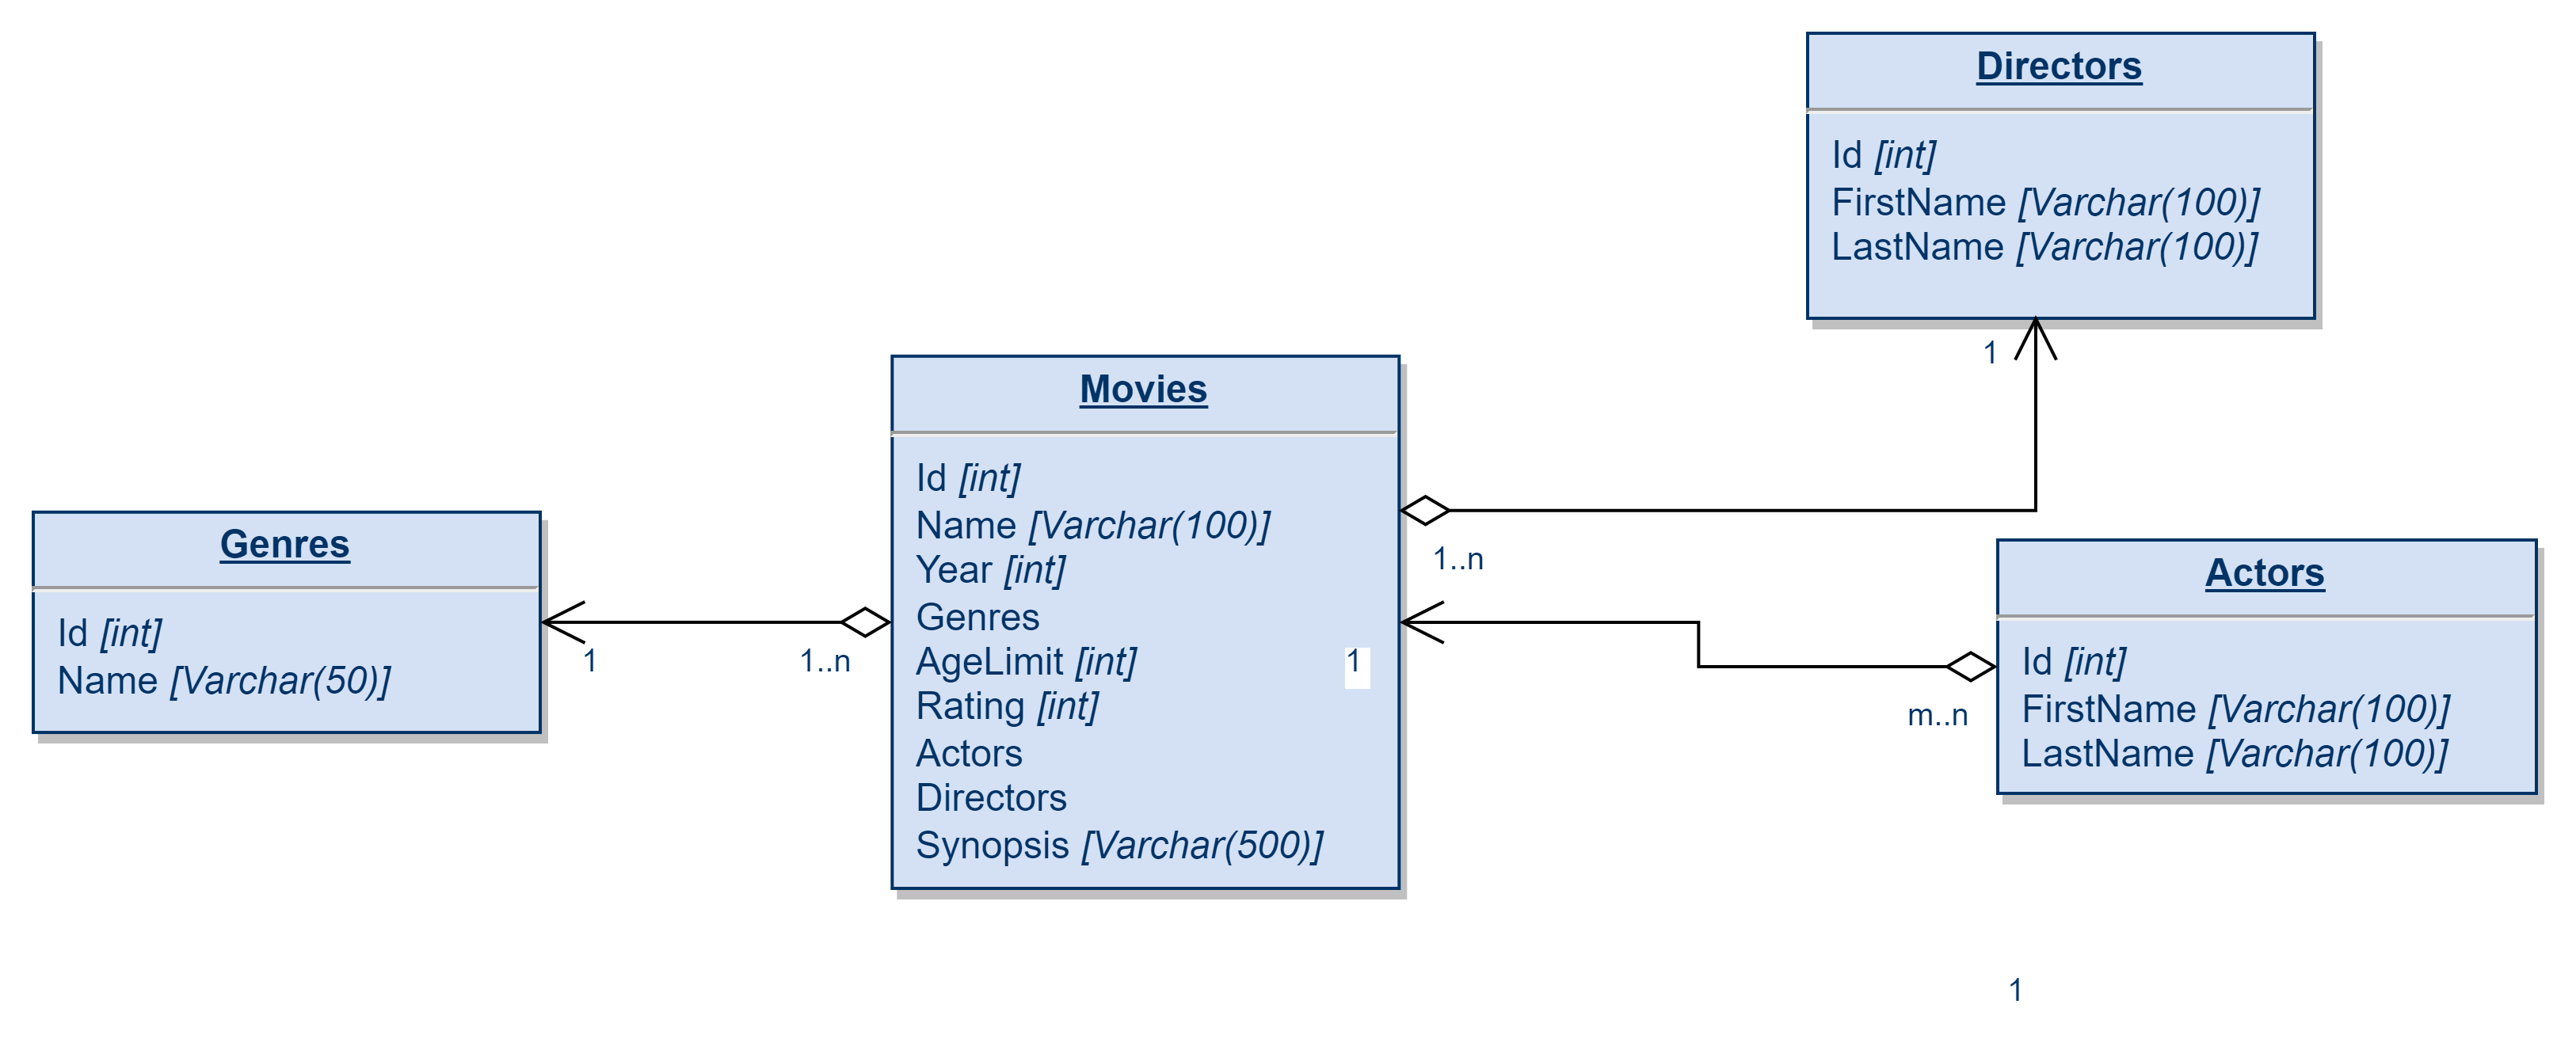 Directors
Id [int]
FirstName [Varchar(100)]
LastName [Varchar(100)]
1
Movies
Id [int]
Name [Varchar(100)]
Year [int]
Genres
AgeLimit [int]
Rating [int]
Actors
Directors
Synopsis [Varchar(500)]
1..n
1
Genres
Id [int]
Name [Varchar(50)]
1
1..n
Actors
Id [int]
FirstName [Varchar(100)]
LastName [Varchar(100)]
m..n
1